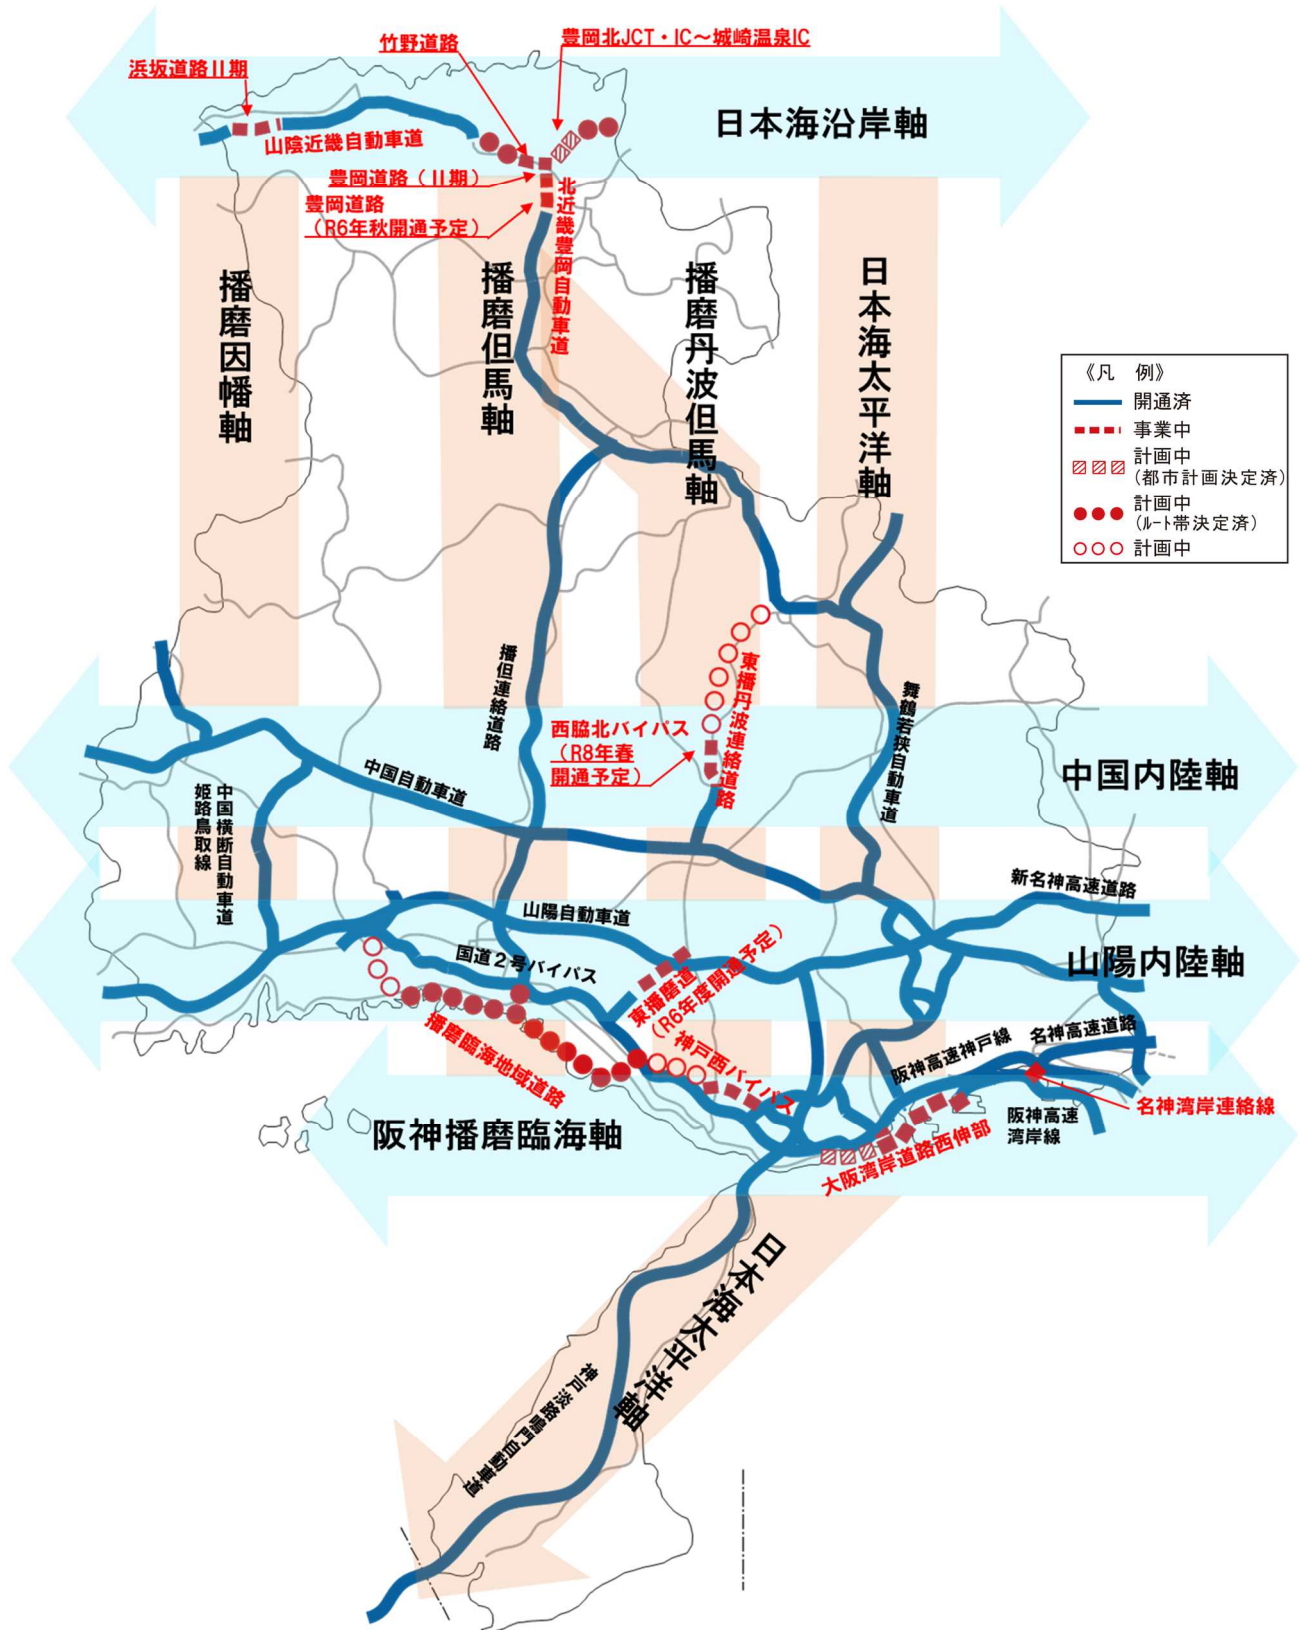 竹野道路
豊岡北JCT・IC～城崎温泉IC
浜坂道路Ⅱ期
日本海沿岸軸
山陰近畿自動車道
豊岡道路（Ⅱ期）
豊岡道路
（R6年秋開通予定）
北近畿豊岡自動車道
播磨因幡軸
播磨但馬軸
播磨丹波但馬軸
日本海太平洋軸
《凡　例》
開通済
事業中
計画中
(都市計画決定済)
計画中
(ルート帯決定済)
計画中
播但連絡道路
東播丹波連絡道路
舞鶴若狭自動車道
西脇北バイパス
（R8年春
開通予定）
中国内陸軸
中国自動車道
中国横断自動車道
姫路鳥取線
新名神高速道路
山陽自動車道
国道２号バイパス
山陽内陸軸
東播磨道
（R6年度開通予定）
播磨臨海地域道路
神戸西バイパス
阪神高速神戸線
名神高速道路
名神湾岸連絡線
阪神高速
湾岸線
阪神播磨臨海軸
大阪湾岸道路西伸部
日本海太平洋軸
神戸淡路鳴門自動車道